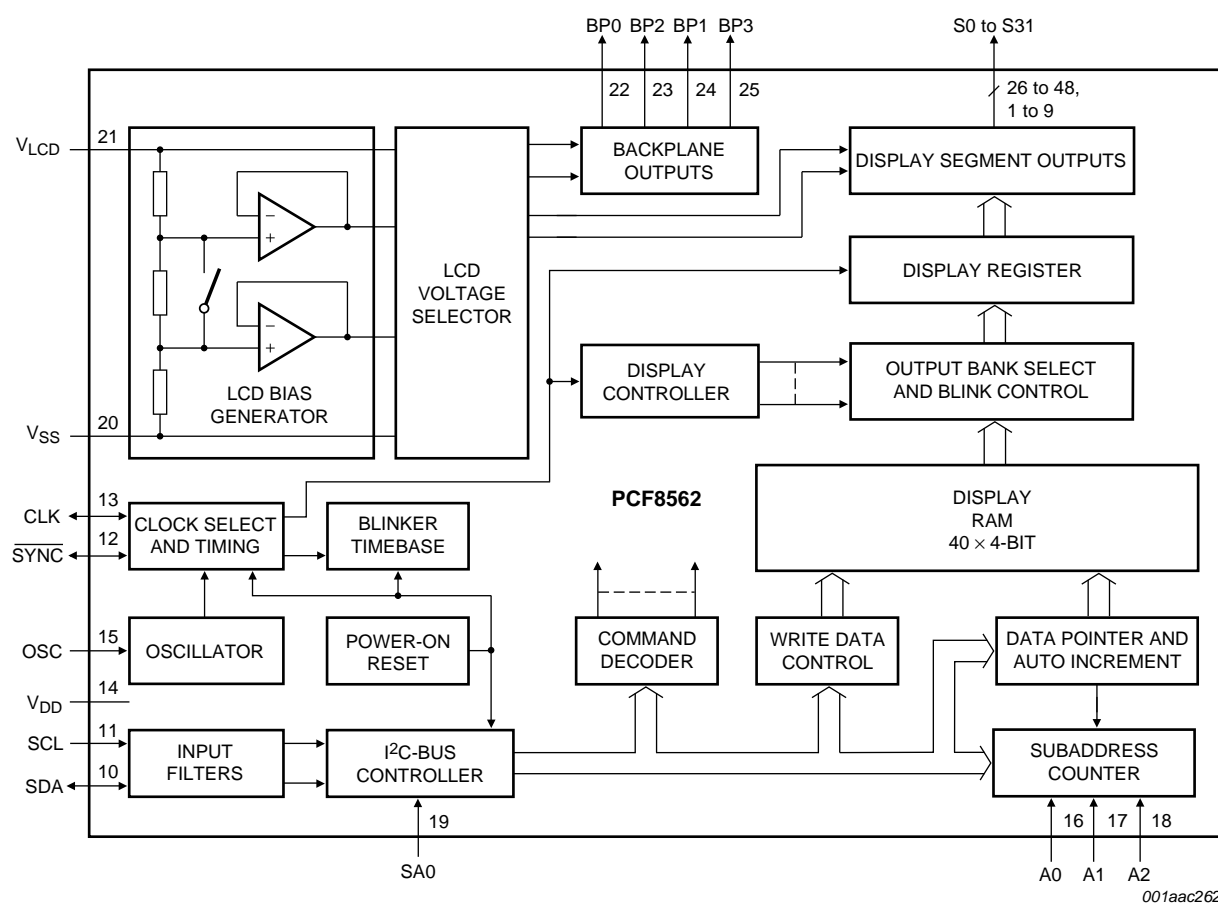 BP0 BP2 BP1 BP3
S0 to S31
22 23 24 25
26 to 48,
1 to 9
VLCD
21
BACKPLANE
OUTPUTS
DISPLAY SEGMENT OUTPUTS
−
+
LCD
VOLTAGE
SELECTOR
DISPLAY REGISTER
−
+
LCD BIAS
GENERATOR
DISPLAY
CONTROLLER
OUTPUT BANK SELECT
AND BLINK CONTROL
VSS
20
PCF8562
DISPLAY
RAM
40 × 4-BIT
CLK
13
SYNC
12
CLOCK SELECT
AND TIMING
BLINKER
TIMEBASE
OSC
15
OSCILLATOR
POWER-ON
RESET
COMMAND
DECODER
WRITE DATA
CONTROL
DATA POINTER AND
AUTO INCREMENT
VDD
14
SCL
11
SDA
10
INPUT
FILTERS
I²C-BUS
CONTROLLER
SUBADDRESS
COUNTER
19
16 17 18
SA0
A0 A1 A2
001aac262